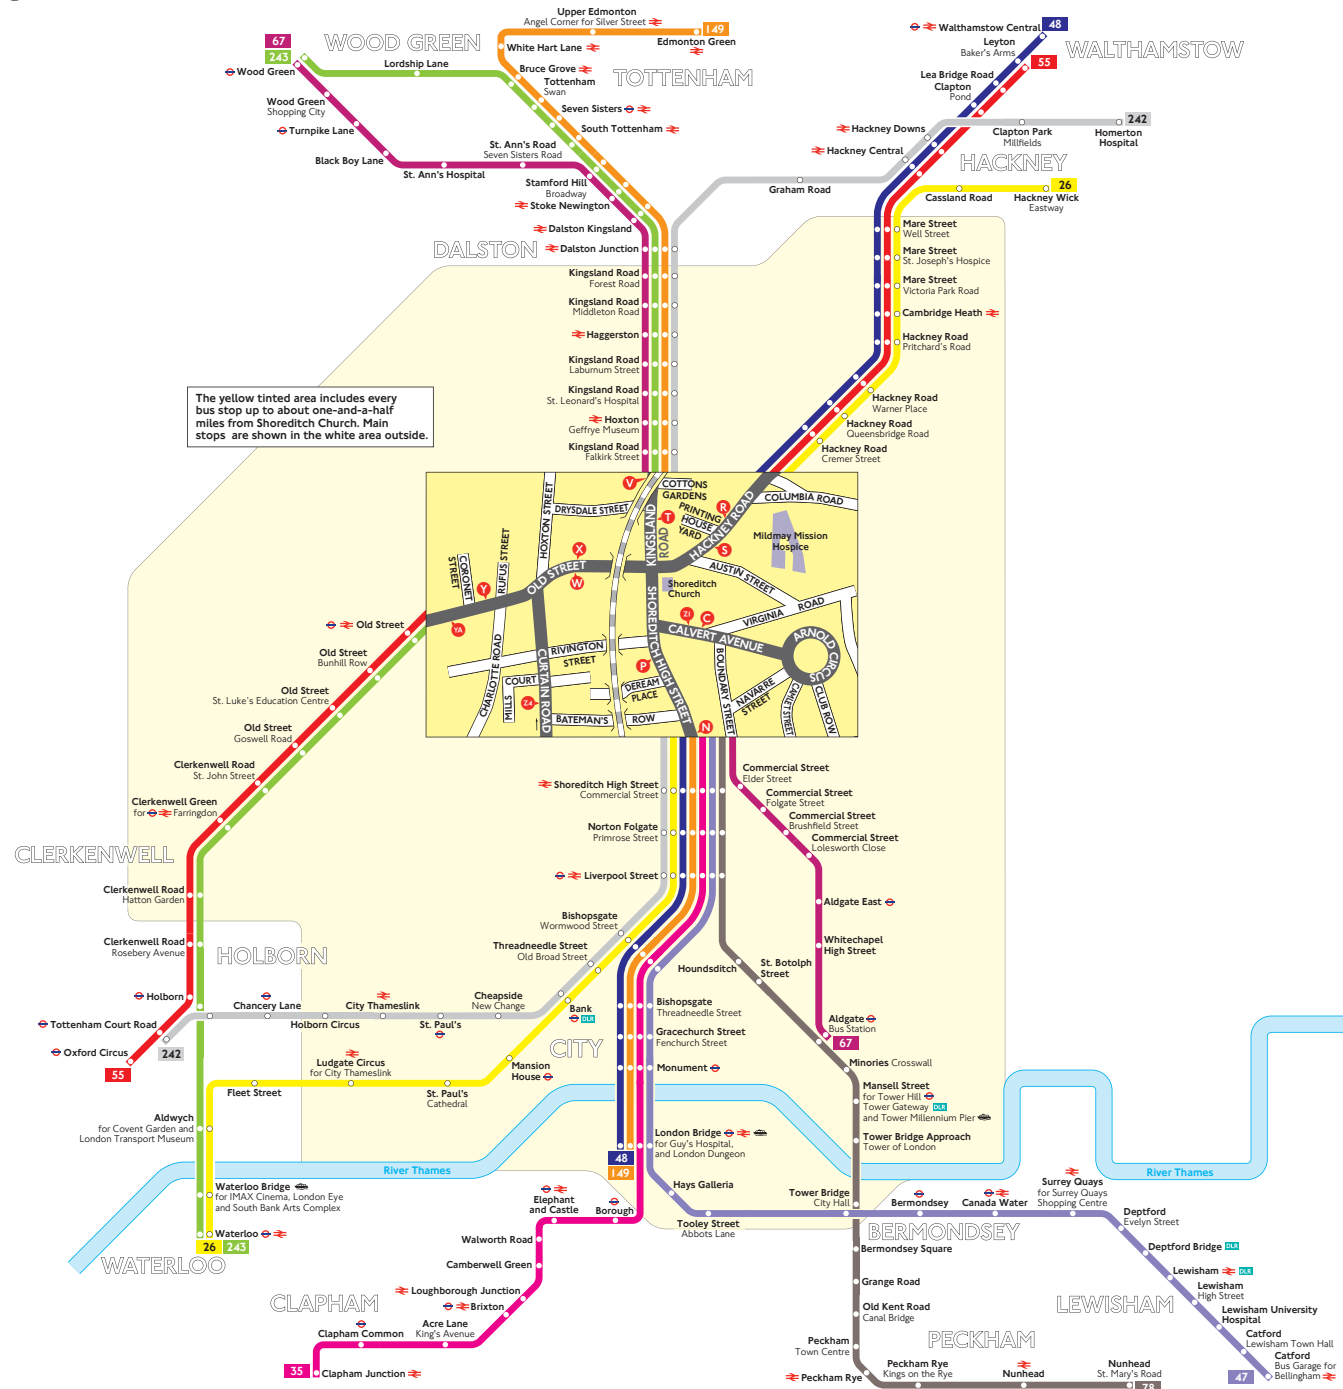 Upper Edmonton
Angel Corner for Silver Street
149
Edmonton Green
White Hart Lane
Bruce Grove
Tottenham
Swan
TOTTENHAM
Seven Sisters
South Tottenham
67
243
WOOD GREEN
Wood Green
Lordship Lane
Wood Green
Shopping City
Turnpike Lane
Black Boy Lane
St. Ann's Hospital
St. Ann's Road
Seven Sisters Road
Stamford Hill
Broadway
Stoke Newington
Dalston Kingsland
DALSTON
Dalston Junction
Kingsland Road
Forest Road
Kingsland Road
Middleton Road
Haggerston
Kingsland Road
Laburnum Street
Kingsland Road
St. Leonard's Hospital
Hoxton
Geffrye Museum
Kingsland Road
Falkirk Street
Walthamstow Central
48
Leyton
Baker's Arms
WALTHAMSTOW
55
Lea Bridge Road
Clapton
Pond
Hackney Downs
Hackney Central
Clapton Park
Millfields
242
Homerton
Hospital
HACKNEY
Graham Road
Cassland Road
26
Hackney Wick
Eastway
Mare Street
Well Street
Mare Street
St. Joseph's Hospice
Mare Street
Victoria Park Road
Cambridge Heath
Hackney Road
Pritchard's Road
Hackney Road
Warner Place
Hackney Road
Queensbridge Road
Hackney Road
Cremer Street
The yellow tinted area includes every
bus stop up to about one-and-a-half
miles from Shoreditch Church. Main
stops are shown in the white area outside.
V
COTTONS
GARDENS
HOXTON STREET
DRYSDALE STREET
KINGSLAND
ROAD
T
PRINTING
HOUSE
YARD
R
HACKNEY ROAD
COLUMBIA ROAD
S
Mildmay Mission
Hospice
X
W
OLD STREET
CORONET
STREET
RUFUS STREET
Y
YA
AUSTIN STREET
Shoreditch
Church
SHOREDITCH HIGH STREET
Z1
C
CALVERT AVENUE
VIRGINIA ROAD
ARNOLD CIRCUS
RIVINGTON
STREET
CHARLOTTE ROAD
CURTAIN ROAD
MILLS
COURT
Z4
P
DEREAM
PLACE
BATEMAN'S
ROW
BOUNDARY STREET
NAVARRE
STREET
CLUB ROW
N
Old Street
Old Street
Bunhill Row
Old Street
St. Luke's Education Centre
Old Street
Goswell Road
Clerkenwell Road
St. John Street
Clerkenwell Green
for Farringdon
CLERKENWELL
Clerkenwell Road
Hatton Garden
Clerkenwell Road
Rosebery Avenue
HOLBORN
Holborn
Tottenham Court Road
Oxford Circus
55
242
Chancery Lane
Holborn Circus
City Thameslink
St. Paul's
Cheapside
New Change
Shoreditch High Street
Commercial Street
Norton Folgate
Primrose Street
Liverpool Street
Bishopsgate
Wormwood Street
Threadneedle Street
Old Broad Street
Bank
DLR
CITY
Mansion
House
St. Paul's
Cathedral
Ludgate Circus
for City Thameslink
Fleet Street
Aldwych
for Covent Garden and
London Transport Museum
River Thames
Waterloo Bridge
for IMAX Cinema, London Eye
and South Bank Arts Complex
Waterloo
26
243
WATERLOO
Commercial Street
Elder Street
Commercial Street
Folgate Street
Commercial Street
Brushfield Street
Commercial Street
Lolesworth Close
Aldgate East
Whitechapel
High Street
Aldgate
Bus Station
67
Houndsditch
St. Botolph
Street
Minories Crosswall
Mansell Street
for Tower Hill
Tower Gateway DLR
and Tower Millennium Pier
Tower Bridge Approach
Tower of London
Bishopsgate
Threadneedle Street
Gracechurch Street
Fenchurch Street
Monument
London Bridge
for Guy's Hospital,
and London Dungeon
48
149
Hays Galleria
Tooley Street
Abbots Lane
Tower Bridge
City Hall
Bermondsey
Canada Water
Surrey Quays
for Surrey Quays
Shopping Centre
River Thames
BERMONDSEY
Deptford
Evelyn Street
Deptford Bridge DLR
Lewisham DLR
Lewisham
High Street
LEWISHAM
Lewisham University
Hospital
Catford
Lewisham Town Hall
Catford
Bus Garage for
Bellingham
47
Bermondsey Square
Grange Road
Old Kent Road
Canal Bridge
PECKHAM
Peckham
Town Centre
Peckham Rye
Peckham Rye
Kings on the Rye
Nunhead
Nunhead
St. Mary's Road
78
Elephant
and Castle
Borough
Walworth Road
Camberwell Green
Loughborough Junction
Brixton
CLAPHAM
Acre Lane
King's Avenue
Clapham Common
35
Clapham Junction